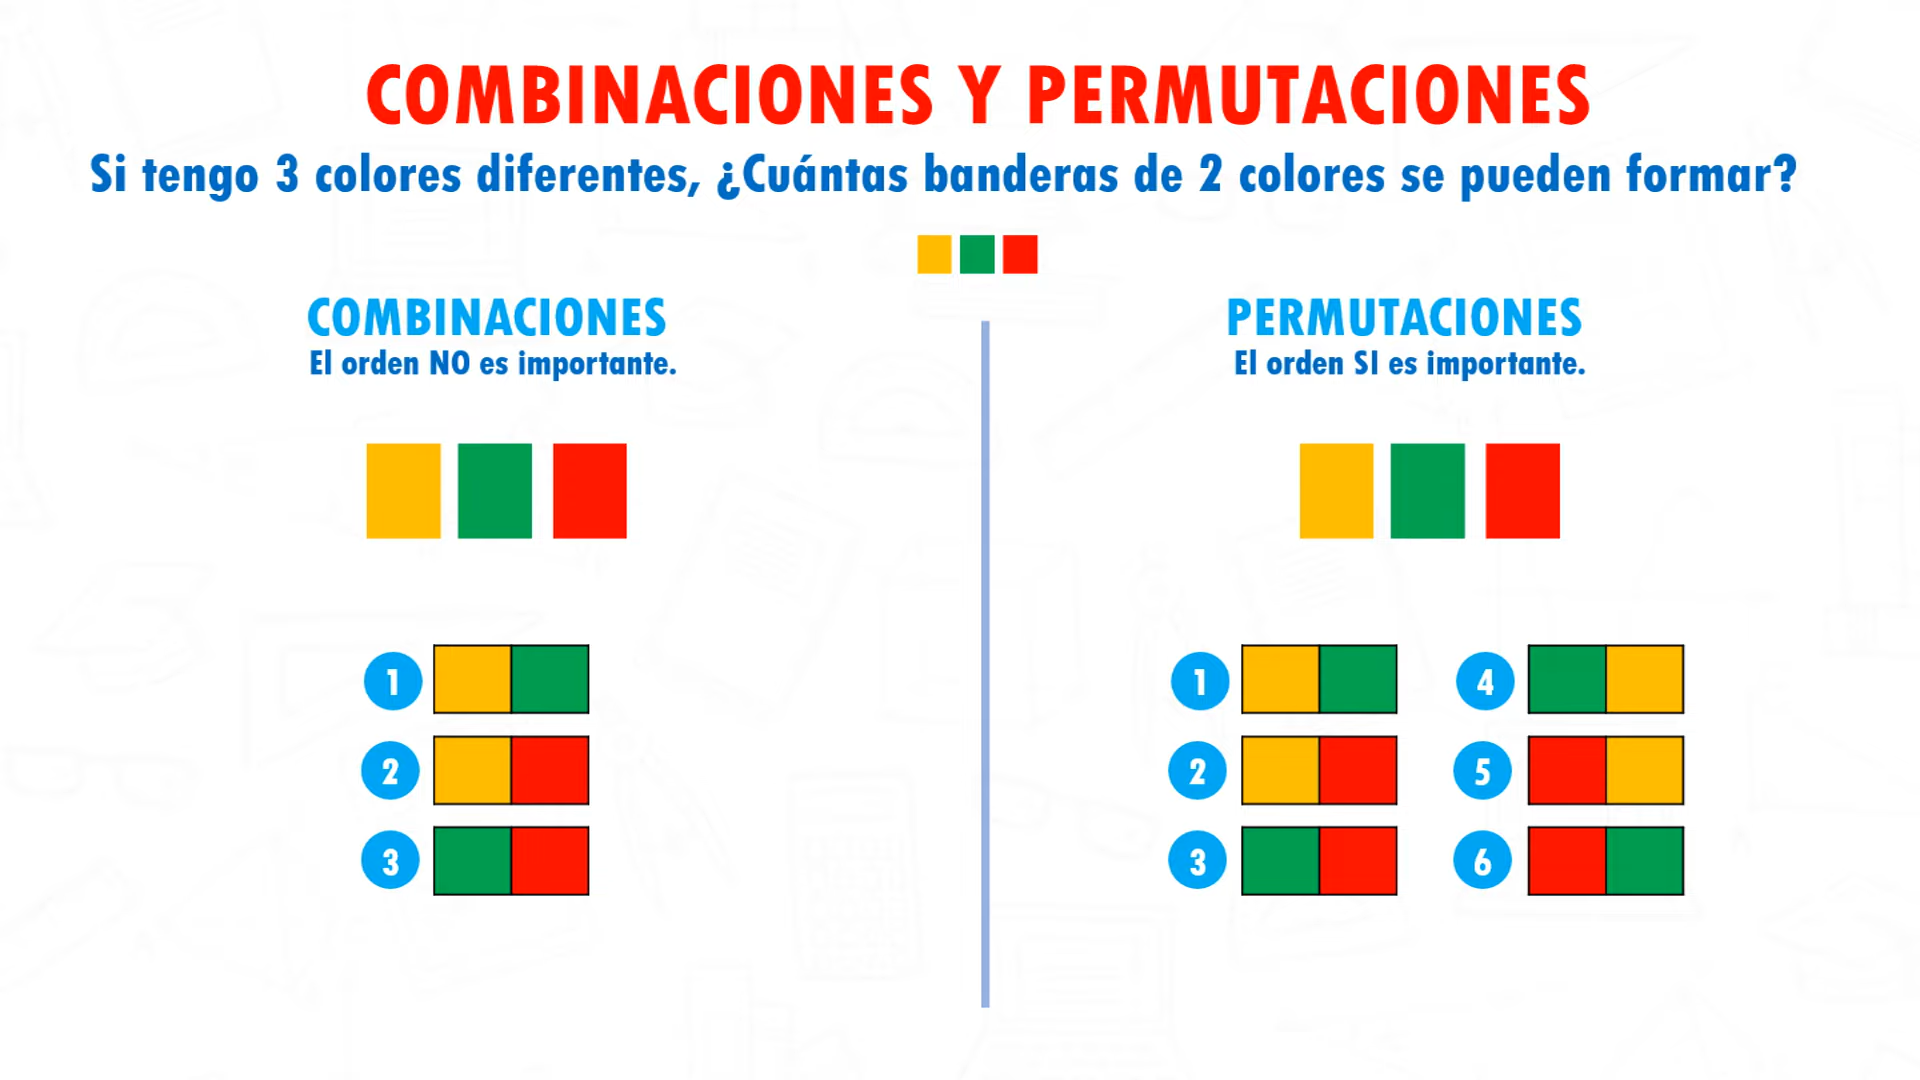 COMBINACIONES Y PERMUTACIONES
Si tengo 3 colores diferentes, ¿Cuántas banderas de 2 colores se pueden formar?
COMBINACIONES
El orden NO es importante.
1
2
3
PERMUTACIONES
El orden SI es importante.
1
2
3
4
5
6